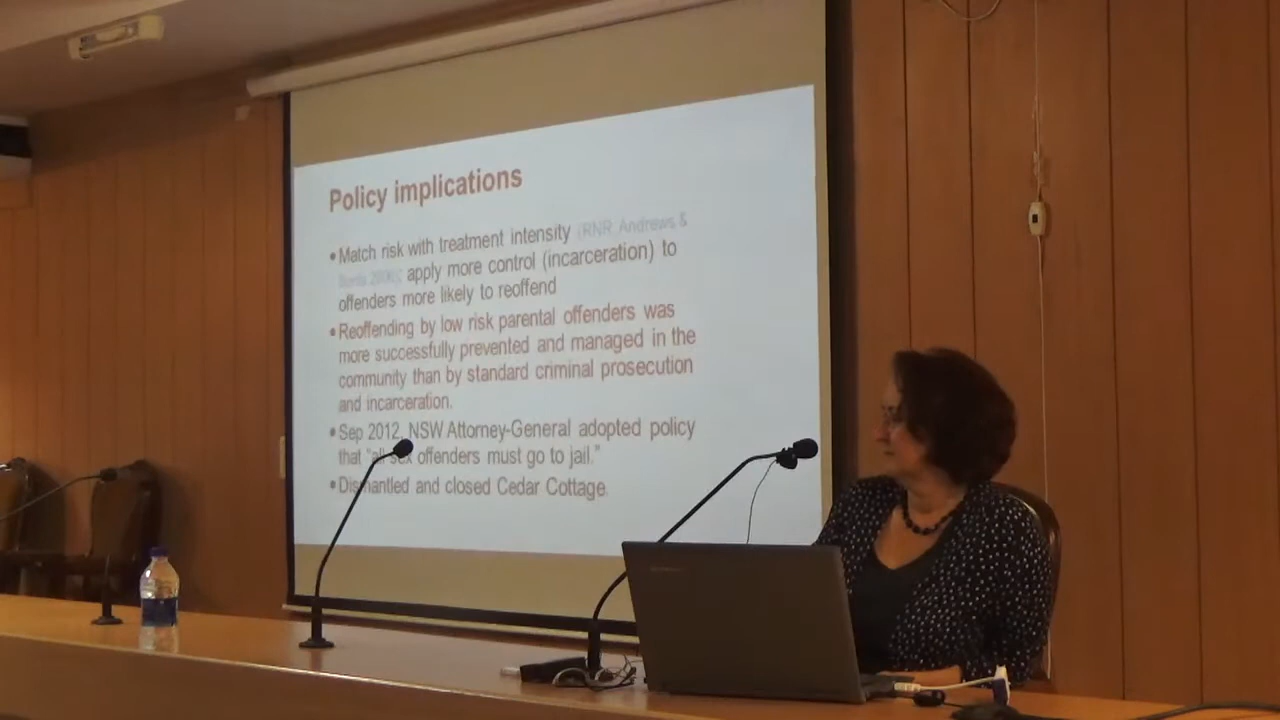 Policy implications
•Match risk with treatment intensity (RNR Andrews &
apply more control (incarceration) to
offenders more likely to reoffend
•Reoffending by low risk parental offenders was
more successfully prevented and managed in the
community than by standard criminal prosecution
and incarceration.
•Sep 2012, NSW Attorney-General adopted policy
that "all sex offenders must go to jail."
•Dismantled and closed Cedar Cottage.